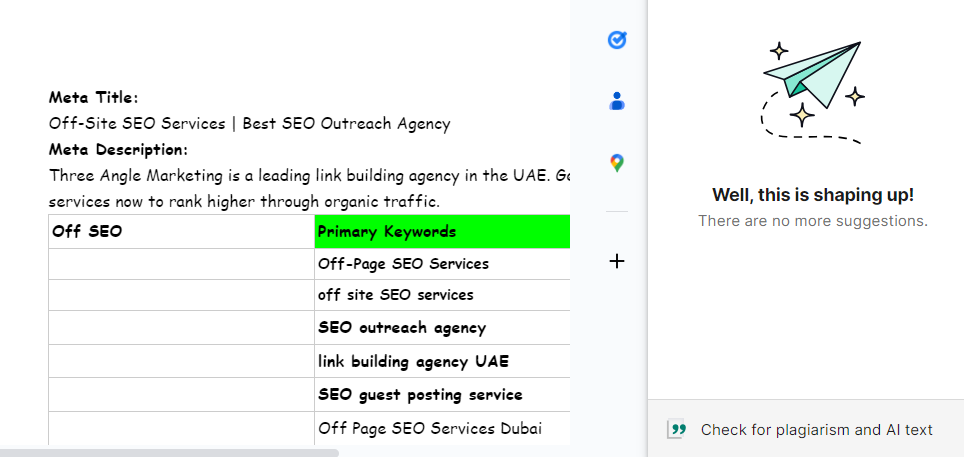 Meta Title:
Off-Site SEO Services | Best SEO Outreach Agency
Meta Description:
Three Angle Marketing is a leading link building agency in the UAE.
services now to rank higher through organic traffic.
Off SEO
Primary Keywords
Off-Page SEO Services
off site SEO services
SEO outreach agency
link building agency UAE
SEO guest posting service
Off Page SEO Services Dubai
Well, this is shaping up!
There are no more suggestions.
Check for plagiarism and AI text